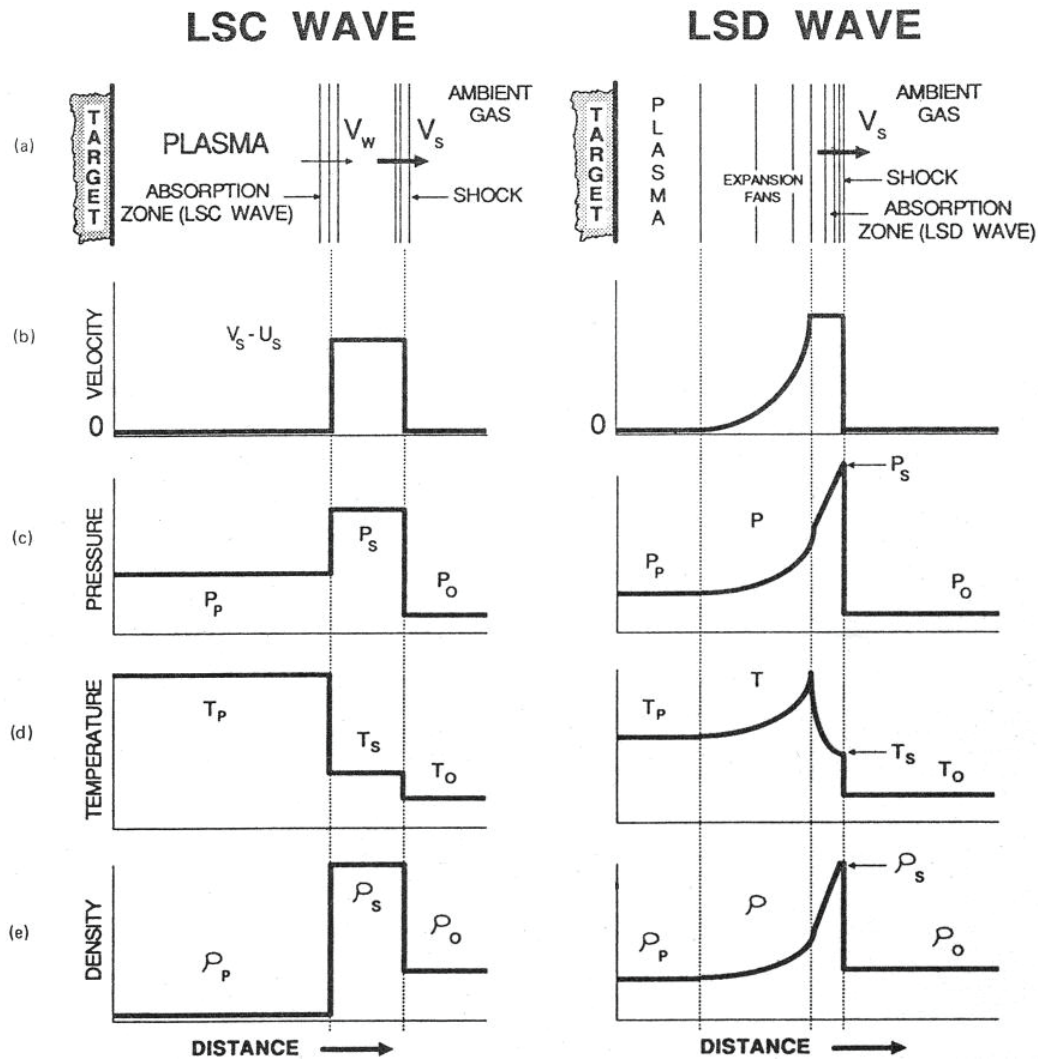 LSC WAVE
LSD WAVE
(a)
TARGET
PLASMA
V_W
V_S
AMBIENT
GAS
ABSORPTION
ZONE (LSC WAVE)
SHOCK
TARGET
PLASMA
EXPANSION
FANS
AMBIENT
GAS
V_S
SHOCK
ABSORPTION
ZONE (LSD WAVE)
(b)
VELOCITY
V_S - U_S
0
0
(c)
PRESSURE
P_P
P_S
P_O
P_P
P
P_S
P_O
(d)
TEMPERATURE
T_P
T_S
T_O
T_P
T
T_S
T_O
(e)
DENSITY
ρ_P
ρ_S
ρ_O
ρ_P
ρ
ρ_S
ρ_O
DISTANCE
DISTANCE